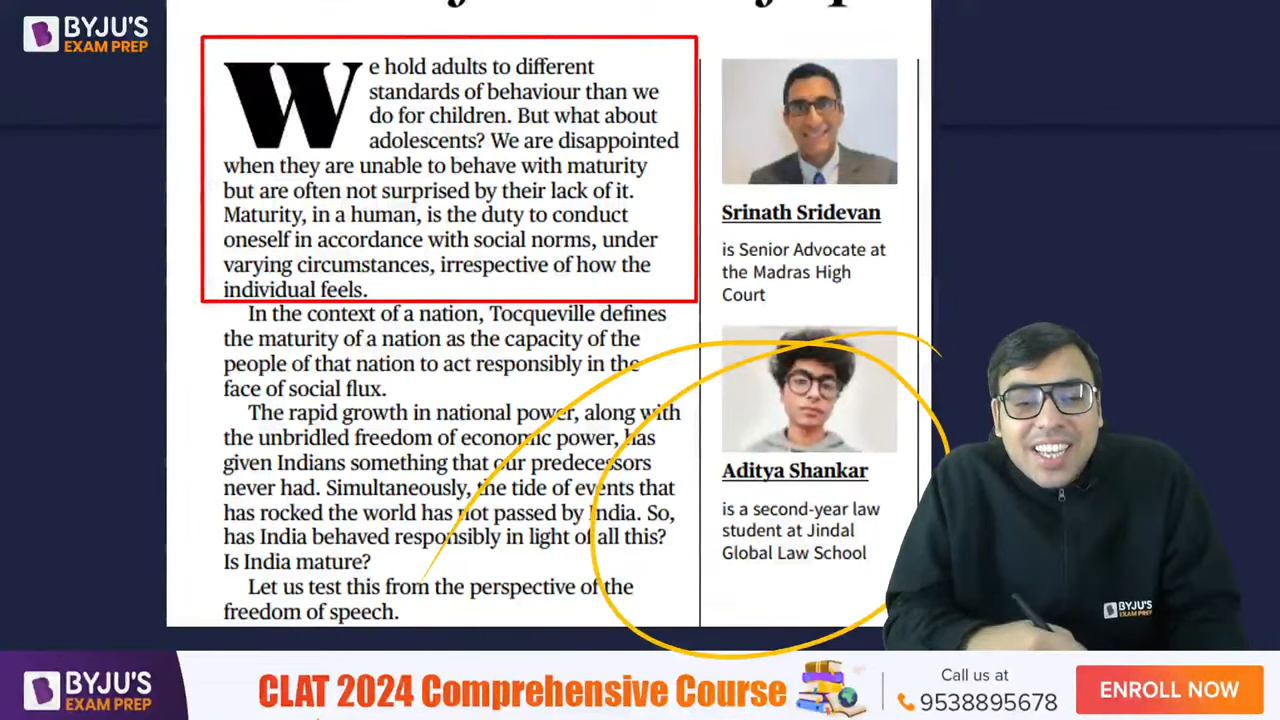 BYJU'S
EXAM PREP
We hold adults to different
standards of behaviour than we
do for children. But what about
adolescents? We are disappointed
when they are unable to behave with maturity
but are often not surprised by their lack of it.
Maturity, in a human, is the duty to conduct
oneself in accordance with social norms, under
varying circumstances, irrespective of how the
individual feels.
In the context of a nation, Tocqueville defines
the maturity of a nation as the capacity of the
people of that nation to act responsibly in the
face of social flux.
The rapid growth in national power, along with
the unbridled freedom of economic power, has
given Indians something that our predecessors
never had. Simultaneously, the tide of events that
has rocked the world has not passed by India. So,
has India behaved responsibly in light of all this?
Is India mature?
Let us test this from the perspective of the
freedom of speech.
Srinath Sridevan
is Senior Advocate at
the Madras High
Court
Aditya Shankar
is a second-year law
student at Jindal
Global Law School
BYJU'S
EXAM PREP
BYJU'S
EXAM PREP
CLAT 2024 Comprehensive Course
Call us at
9538895678
ENROLL NOW